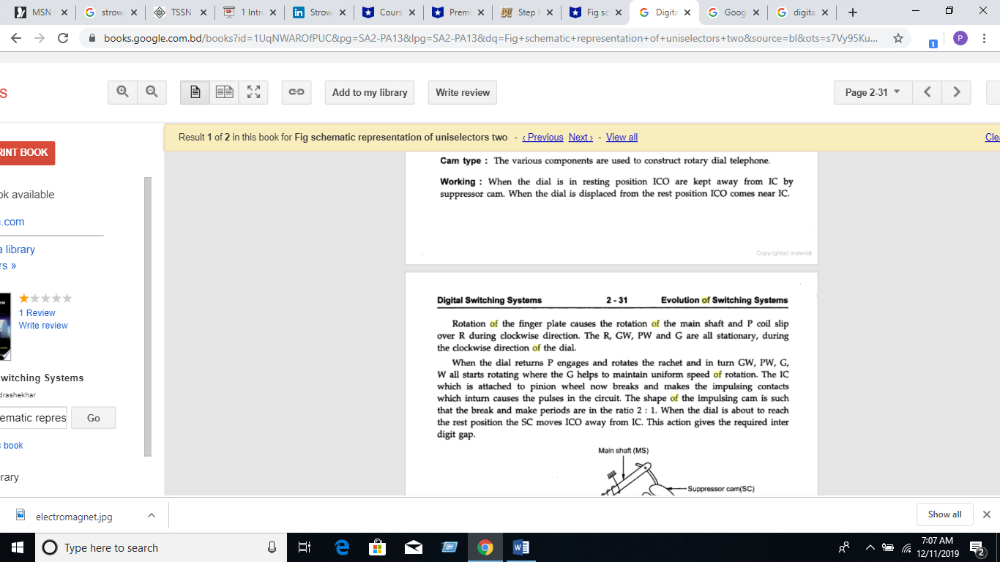 MSN
strow
TSSN
1 Intr
Strow
Cours
Prem
Step
Fig sc
Digita
Goog
digita
books.google.com.bd/books?id=1UqNWAROfPUC&pg=SA2-PA13&lpg=SA2-PA13&dq=Fig+schematic+representation+of+uniselectors+two&source=bl&ots=s7Vy95Ku...
1
P
s
Add to my library
Write review
Page 2-31
Result 1 of 2 in this book for Fig schematic representation of uniselectors two - ‹ Previous Next › - View all
Cle
RINT BOOK
ok available
.com
a library
rs »
1 Review
Write review
witching Systems
drashekhar
ematic repres
Go
s book
rary
Cam type : The various components are used to construct rotary dial telephone.
Working : When the dial is in resting position ICO are kept away from IC by
suppressor cam. When the dial is displaced from the rest position ICO comes near IC.
Copyrighted material
Digital Switching Systems 2 - 31 Evolution of Switching Systems
Rotation of the finger plate causes the rotation of the main shaft and P coil slip
over R during clockwise direction. The R, GW, PW and G are all stationary, during
the clockwise direction of the dial.
When the dial returns P engages and rotates the rachet and in turn GW, PW, G,
W all starts rotating where the G helps to maintain uniform speed of rotation. The IC
which is attached to pinion wheel now breaks and makes the impulsing contacts
which inturn causes the pulses in the circuit. The shape of the impulsing cam is such
that the break and make periods are in the ratio 2 : 1. When the dial is about to reach
the rest position the SC moves ICO away from IC. This action gives the required inter
digit gap.
Main shaft (MS)
Suppressor cam(SC)
electromagnet.jpg
Show all
Type here to search
7:07 AM
12/11/2019
2